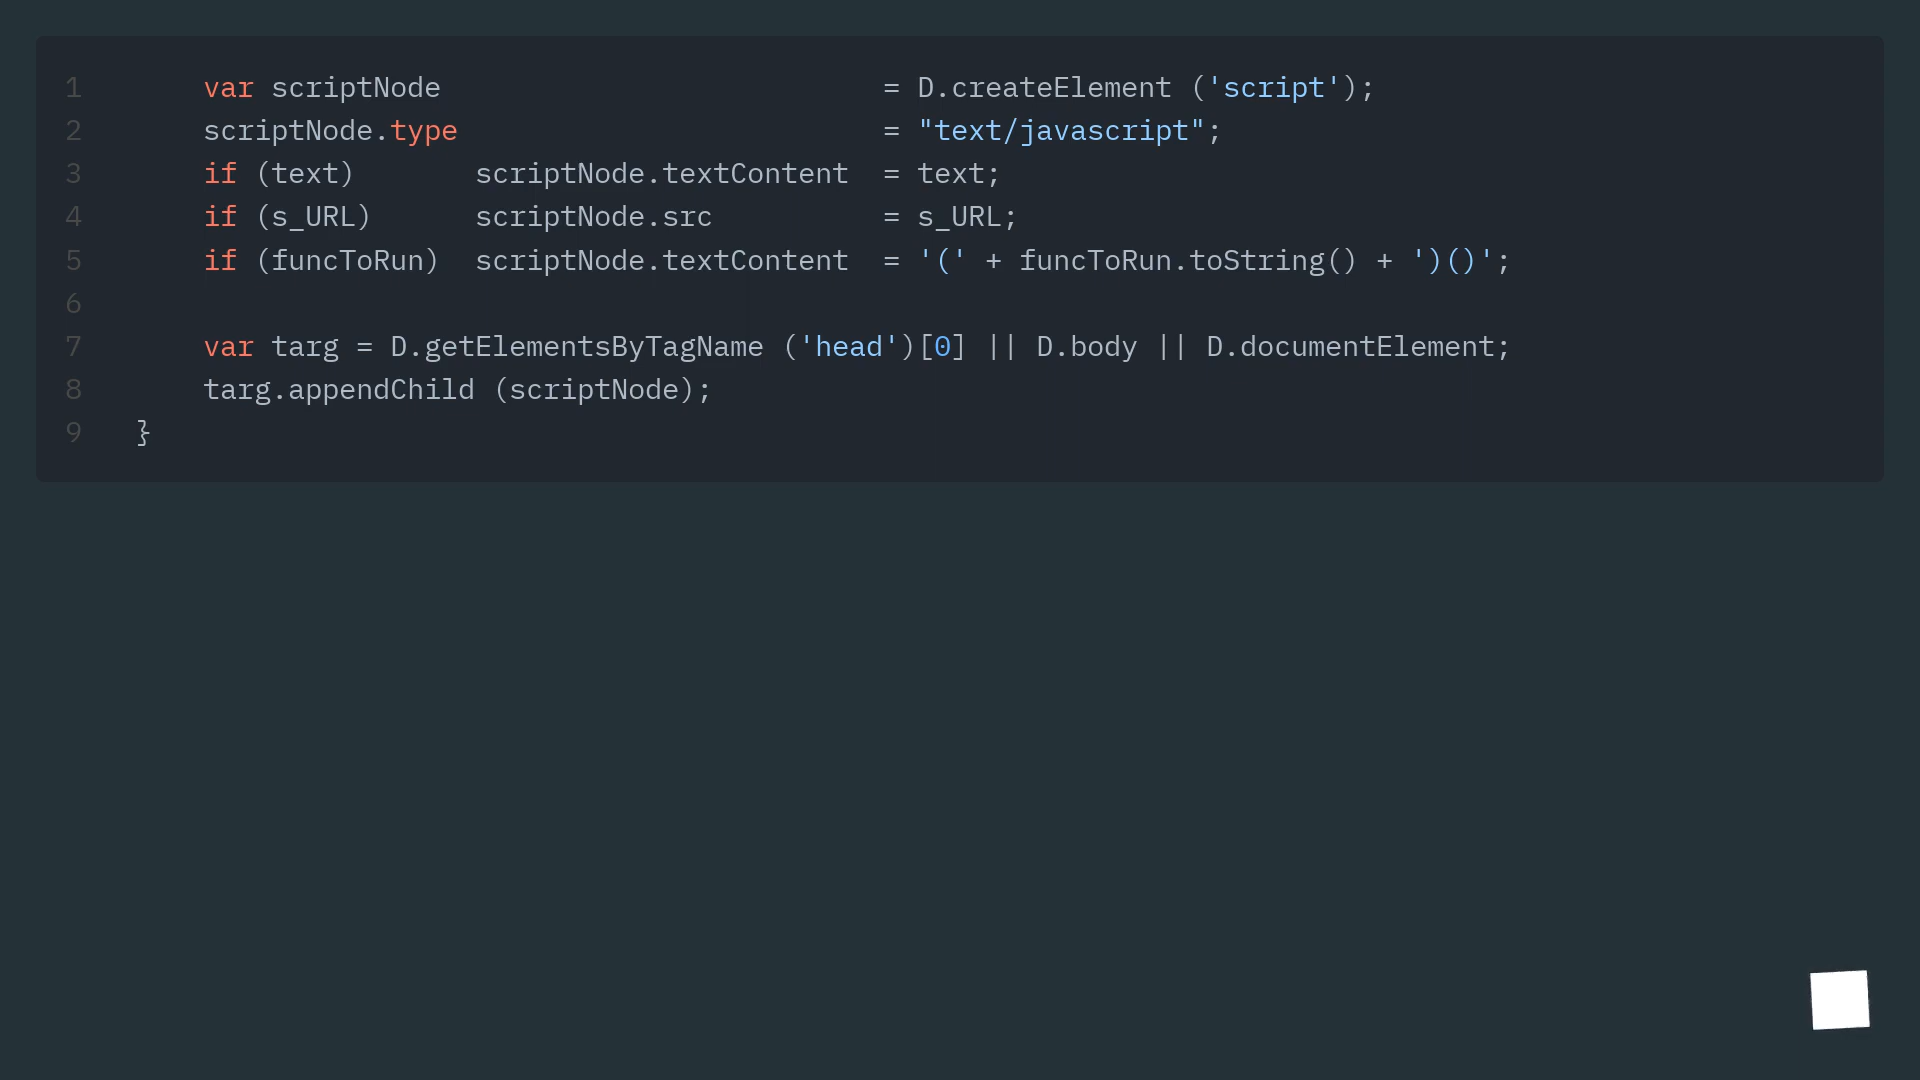 1 var scriptNode = D.createElement ('script');
2 scriptNode.type = "text/javascript";
3 if (text) scriptNode.textContent = text;
4 if (s_URL) scriptNode.src = s_URL;
5 if (funcToRun) scriptNode.textContent = '(' + funcToRun.toString() + ')()';
6
7 var targ = D.getElementsByTagName ('head')[0] || D.body || D.documentElement;
8 targ.appendChild (scriptNode);
9 }